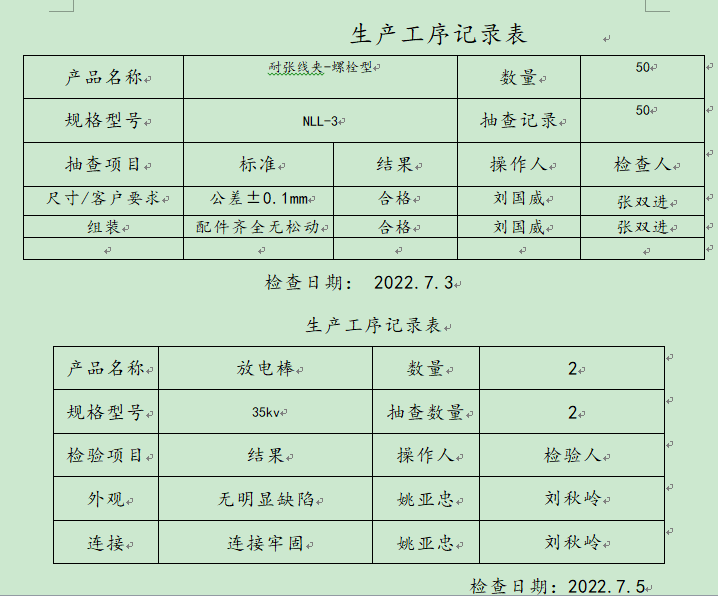 生产工序记录表
产品名称 耐张线夹-螺栓型 数量 50
规格型号 NLL-3 抽查记录 50
抽查项目 标准 结果 操作人 检查人
尺寸/客户要求 公差±0.1mm 合格 刘国威 张双进
组装 配件齐全无松动 合格 刘国威 张双进
检查日期： 2022.7.3
生产工序记录表
产品名称 放电棒 数量 2
规格型号 35kv 抽查数量 2
检验项目 结果 操作人 检验人
外观 无明显缺陷 姚亚忠 刘秋岭
连接 连接牢固 姚亚忠 刘秋岭
检查日期：2022.7.5